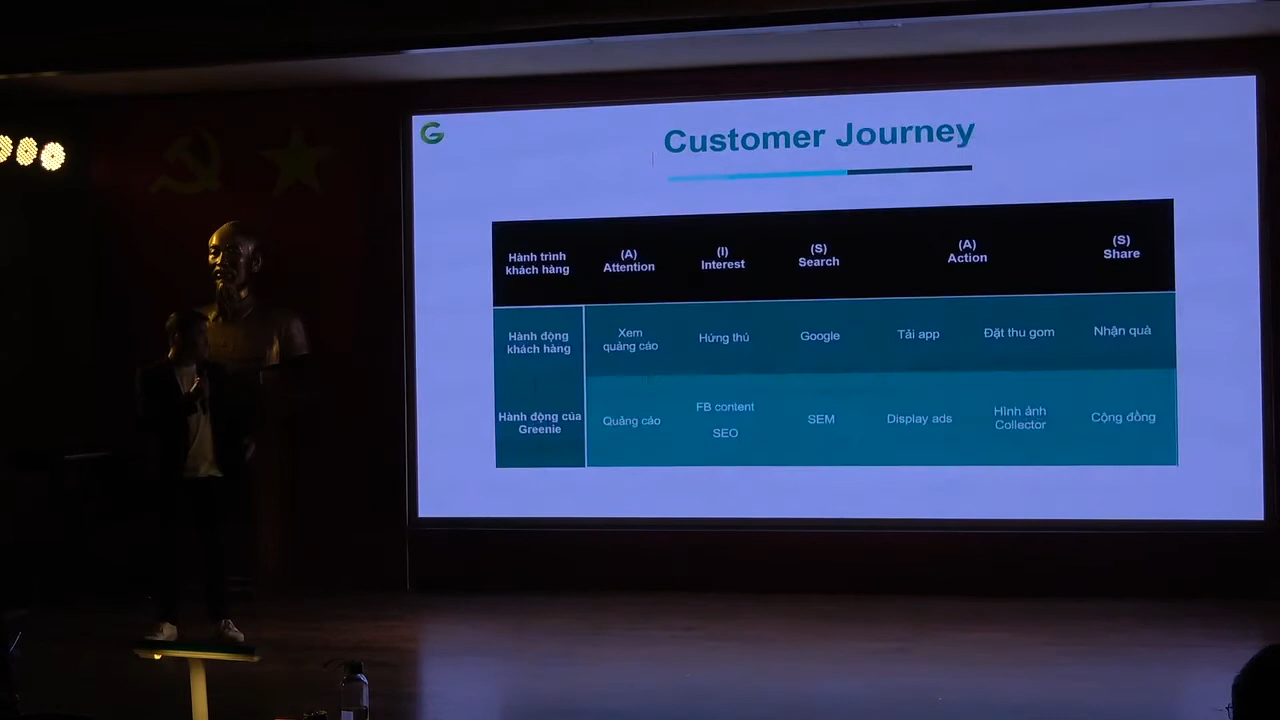 G
Customer Journey
Hành trình
khách hàng
(A)
Attention
(I)
Interest
(S)
Search
(A)
Action
(S)
Share
Hành động
khách hàng
Xem
quảng cáo
Hứng thú
Google
Tải app
Đặt thu gom
Nhận quà
Hành động của
Greenie
Quảng cáo
FB content
SEO
SEM
Display ads
Hình ảnh
Collector
Cộng đồng